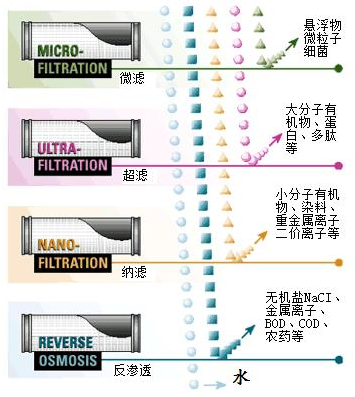 MICRO-
FILTRATION
微滤
悬浮物
微粒子
细菌
ULTRA-
FILTRATION
超滤
大分子有
机物、蛋
白、多肽
等
NANO-
FILTRATION
纳滤
小分子有机
物、染料、
重金属离子
二价离子等
REVERSE
OSMOSIS
反渗透
无机盐NaCI、
金属离子、
BOD、COD、
农药等
水